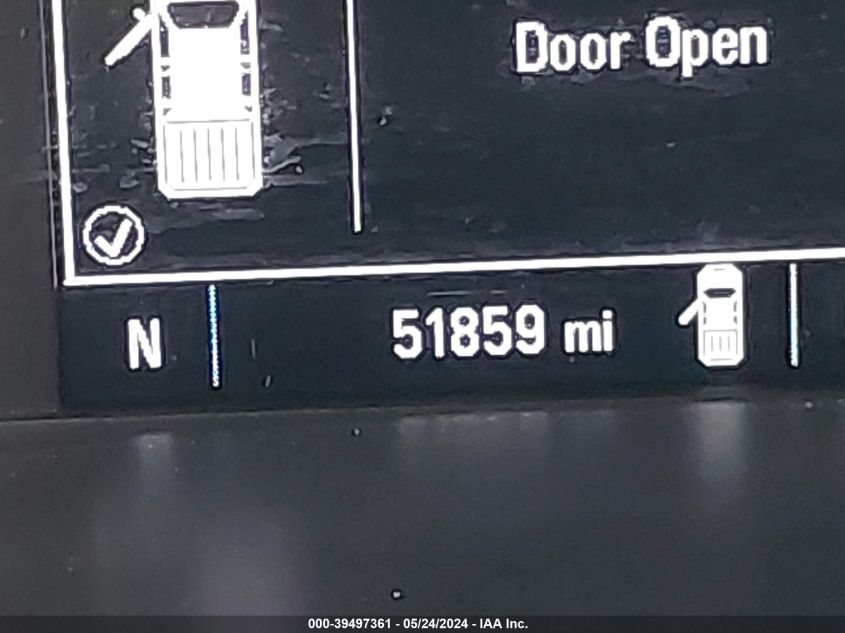 Door Open
N 51859 mi
000-39497361 - 05/24/2024 - IAA Inc.